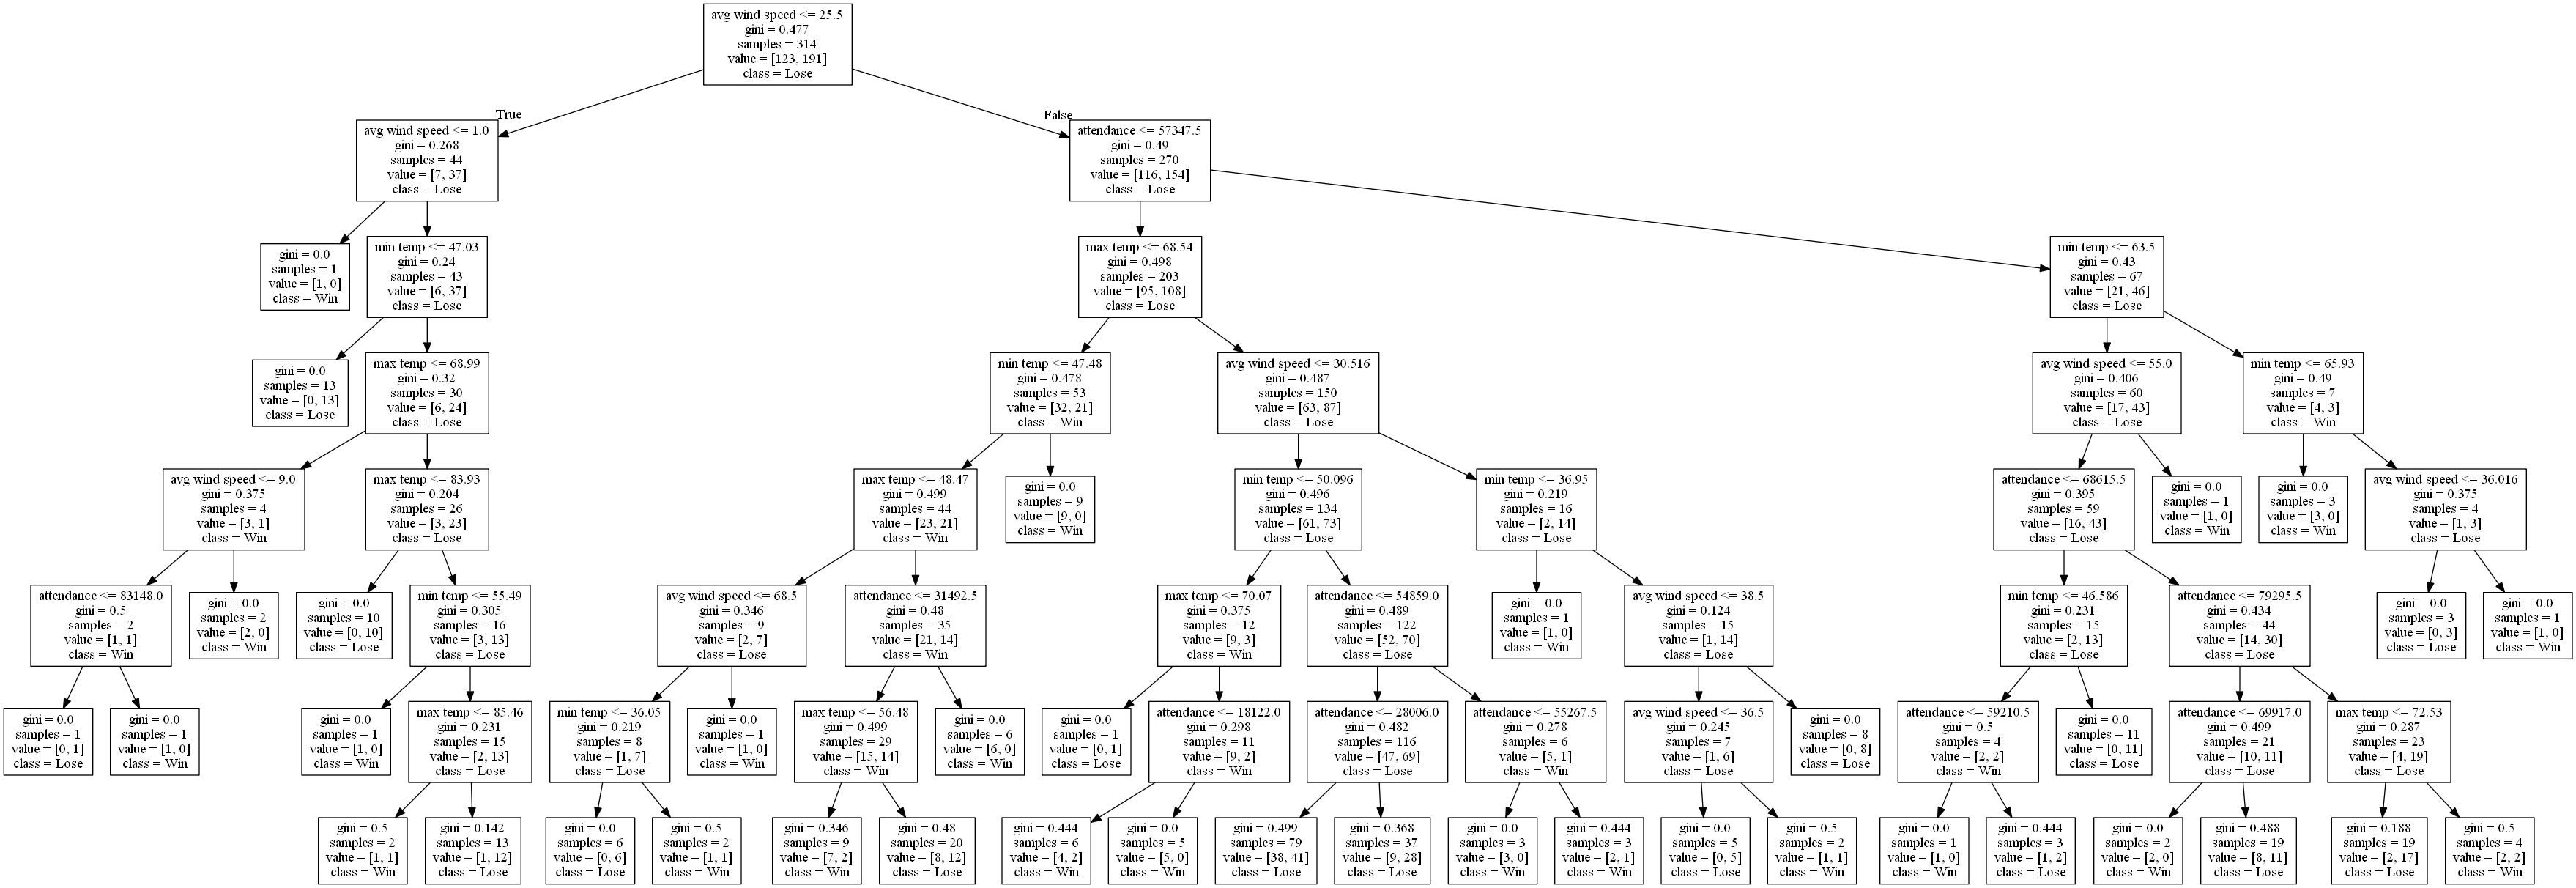 avg wind speed <= 25.5
gini = 0.477
samples = 314
value = [123, 191]
class = Lose
True
False
avg wind speed <= 1.0
gini = 0.268
samples = 44
value = [7, 37]
class = Lose
attendance <= 57347.5
gini = 0.49
samples = 270
value = [116, 154]
class = Lose
gini = 0.0
samples = 1
value = [1, 0]
class = Win
min temp <= 47.03
gini = 0.24
samples = 43
value = [6, 37]
class = Lose
max temp <= 68.54
gini = 0.498
samples = 203
value = [95, 108]
class = Lose
min temp <= 63.5
gini = 0.43
samples = 67
value = [21, 46]
class = Lose
gini = 0.0
samples = 13
value = [0, 13]
class = Lose
max temp <= 68.99
gini = 0.32
samples = 30
value = [6, 24]
class = Lose
min temp <= 47.48
gini = 0.478
samples = 53
value = [32, 21]
class = Win
avg wind speed <= 30.516
gini = 0.487
samples = 150
value = [63, 87]
class = Lose
avg wind speed <= 55.0
gini = 0.406
samples = 60
value = [17, 43]
class = Lose
min temp <= 65.93
gini = 0.49
samples = 7
value = [4, 3]
class = Win
avg wind speed <= 9.0
gini = 0.375
samples = 4
value = [3, 1]
class = Win
max temp <= 83.93
gini = 0.204
samples = 26
value = [3, 23]
class = Lose
max temp <= 48.47
gini = 0.499
samples = 44
value = [23, 21]
class = Win
gini = 0.0
samples = 9
value = [9, 0]
class = Win
min temp <= 50.096
gini = 0.496
samples = 134
value = [61, 73]
class = Lose
min temp <= 36.95
gini = 0.219
samples = 16
value = [2, 14]
class = Lose
attendance <= 68615.5
gini = 0.395
samples = 59
value = [16, 43]
class = Lose
gini = 0.0
samples = 1
value = [1, 0]
class = Win
gini = 0.0
samples = 3
value = [3, 0]
class = Win
avg wind speed <= 36.016
gini = 0.375
samples = 4
value = [1, 3]
class = Lose
attendance <= 83148.0
gini = 0.5
samples = 2
value = [1, 1]
class = Win
gini = 0.0
samples = 2
value = [2, 0]
class = Win
gini = 0.0
samples = 10
value = [0, 10]
class = Lose
min temp <= 55.49
gini = 0.305
samples = 16
value = [3, 13]
class = Lose
avg wind speed <= 68.5
gini = 0.346
samples = 9
value = [2, 7]
class = Lose
attendance <= 31492.5
gini = 0.48
samples = 35
value = [21, 14]
class = Win
max temp <= 70.07
gini = 0.375
samples = 12
value = [9, 3]
class = Win
attendance <= 54859.0
gini = 0.489
samples = 122
value = [52, 70]
class = Lose
gini = 0.0
samples = 1
value = [1, 0]
class = Win
avg wind speed <= 38.5
gini = 0.124
samples = 15
value = [1, 14]
class = Lose
min temp <= 46.586
gini = 0.231
samples = 15
value = [2, 13]
class = Lose
attendance <= 79295.5
gini = 0.434
samples = 44
value = [14, 30]
class = Lose
gini = 0.0
samples = 3
value = [0, 3]
class = Lose
gini = 0.0
samples = 1
value = [1, 0]
class = Win
gini = 0.0
samples = 1
value = [0, 1]
class = Lose
gini = 0.0
samples = 1
value = [1, 0]
class = Win
gini = 0.0
samples = 1
value = [1, 0]
class = Win
max temp <= 85.46
gini = 0.231
samples = 15
value = [2, 13]
class = Lose
min temp <= 36.05
gini = 0.219
samples = 8
value = [1, 7]
class = Lose
gini = 0.0
samples = 1
value = [1, 0]
class = Win
max temp <= 56.48
gini = 0.499
samples = 29
value = [15, 14]
class = Win
gini = 0.0
samples = 6
value = [6, 0]
class = Win
gini = 0.0
samples = 1
value = [0, 1]
class = Lose
attendance <= 18122.0
gini = 0.298
samples = 11
value = [9, 2]
class = Win
attendance <= 28006.0
gini = 0.482
samples = 116
value = [47, 69]
class = Lose
attendance <= 55267.5
gini = 0.278
samples = 6
value = [5, 1]
class = Win
avg wind speed <= 36.5
gini = 0.245
samples = 7
value = [1, 6]
class = Lose
gini = 0.0
samples = 8
value = [0, 8]
class = Lose
attendance <= 59210.5
gini = 0.5
samples = 4
value = [2, 2]
class = Win
gini = 0.0
samples = 11
value = [0, 11]
class = Lose
attendance <= 69917.0
gini = 0.499
samples = 21
value = [10, 11]
class = Lose
max temp <= 72.53
gini = 0.287
samples = 23
value = [4, 19]
class = Lose
gini = 0.5
samples = 2
value = [1, 1]
class = Win
gini = 0.142
samples = 13
value = [1, 12]
class = Lose
gini = 0.0
samples = 6
value = [0, 6]
class = Lose
gini = 0.5
samples = 2
value = [1, 1]
class = Win
gini = 0.346
samples = 9
value = [7, 2]
class = Win
gini = 0.48
samples = 20
value = [8, 12]
class = Lose
gini = 0.444
samples = 6
value = [4, 2]
class = Win
gini = 0.0
samples = 5
value = [5, 0]
class = Win
gini = 0.499
samples = 79
value = [38, 41]
class = Lose
gini = 0.368
samples = 37
value = [9, 28]
class = Lose
gini = 0.0
samples = 3
value = [3, 0]
class = Win
gini = 0.444
samples = 3
value = [2, 1]
class = Win
gini = 0.0
samples = 5
value = [0, 5]
class = Lose
gini = 0.5
samples = 2
value = [1, 1]
class = Win
gini = 0.0
samples = 1
value = [1, 0]
class = Win
gini = 0.444
samples = 3
value = [1, 2]
class = Lose
gini = 0.0
samples = 2
value = [2, 0]
class = Win
gini = 0.488
samples = 19
value = [8, 11]
class = Lose
gini = 0.188
samples = 19
value = [2, 17]
class = Lose
gini = 0.5
samples = 4
value = [2, 2]
class = Win